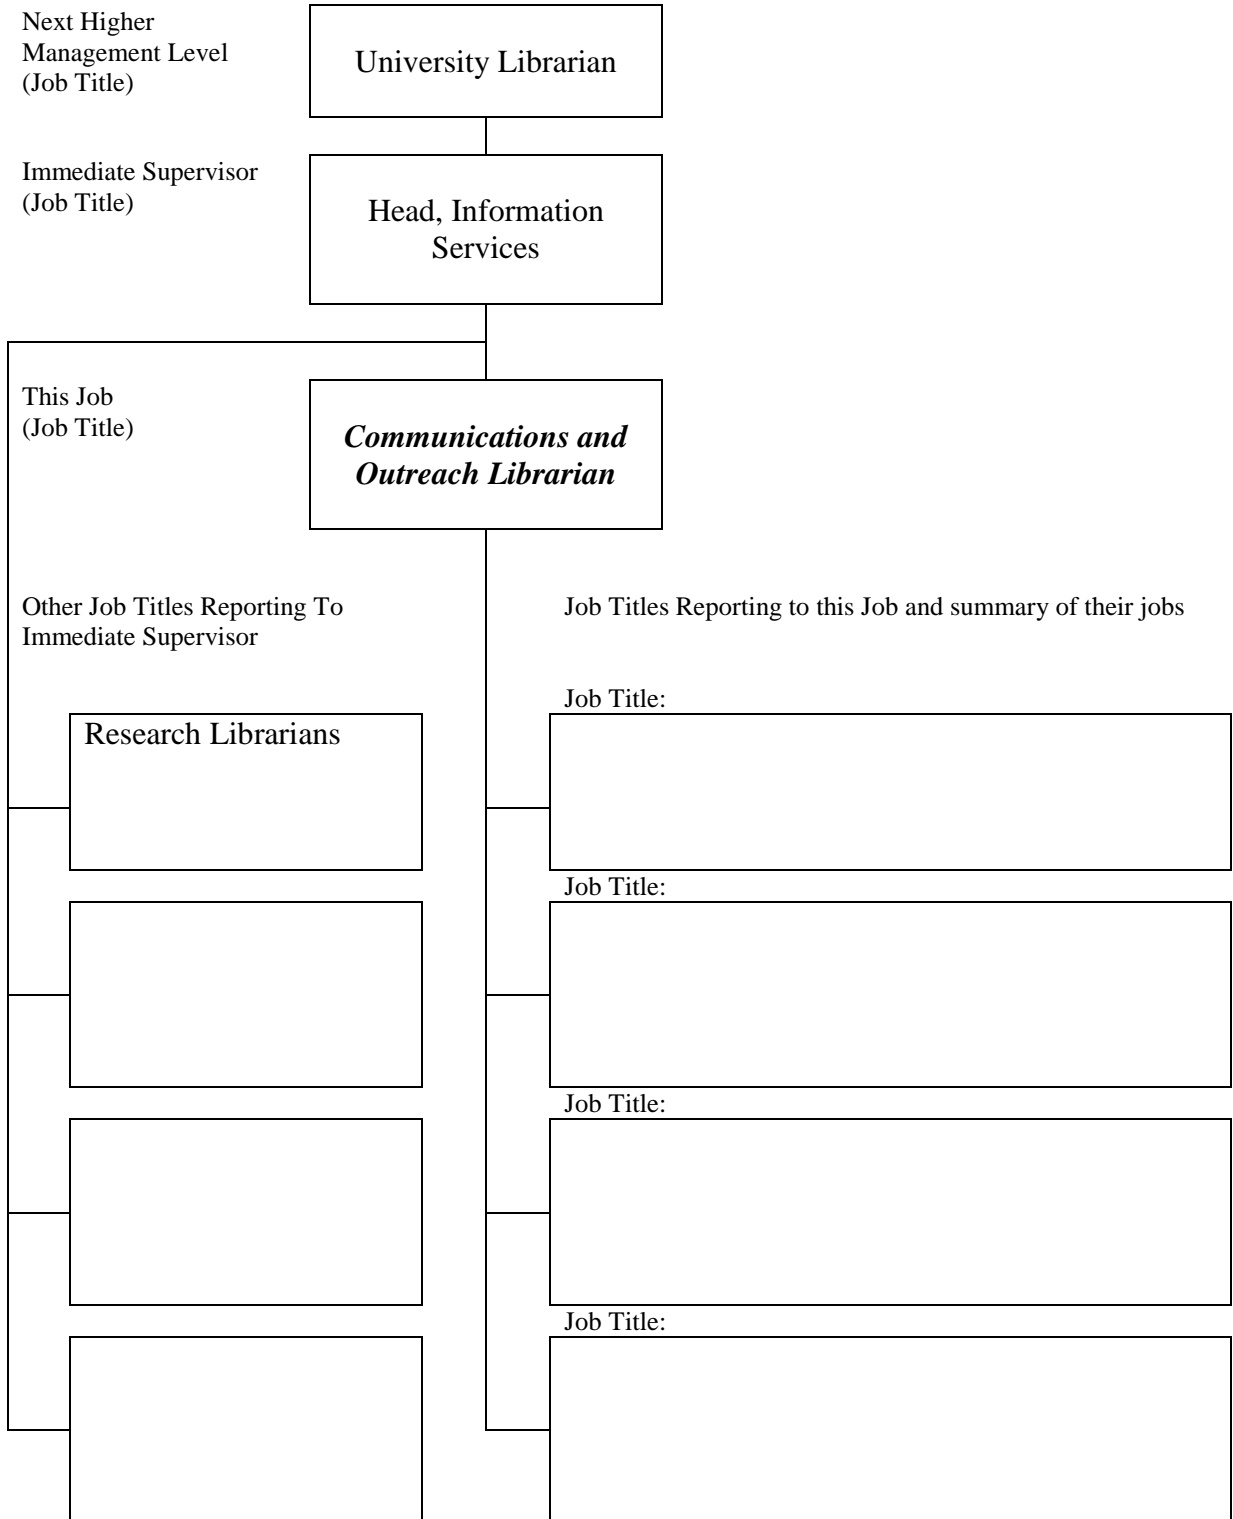 Next Higher
Management Level
(Job Title)
University Librarian
Immediate Supervisor
(Job Title)
Head, Information
Services
This Job
(Job Title)
Communications and
Outreach Librarian
Other Job Titles Reporting To
Immediate Supervisor
Job Titles Reporting to this Job and summary of their jobs
Research Librarians
Job Title:
Job Title:
Job Title:
Job Title: